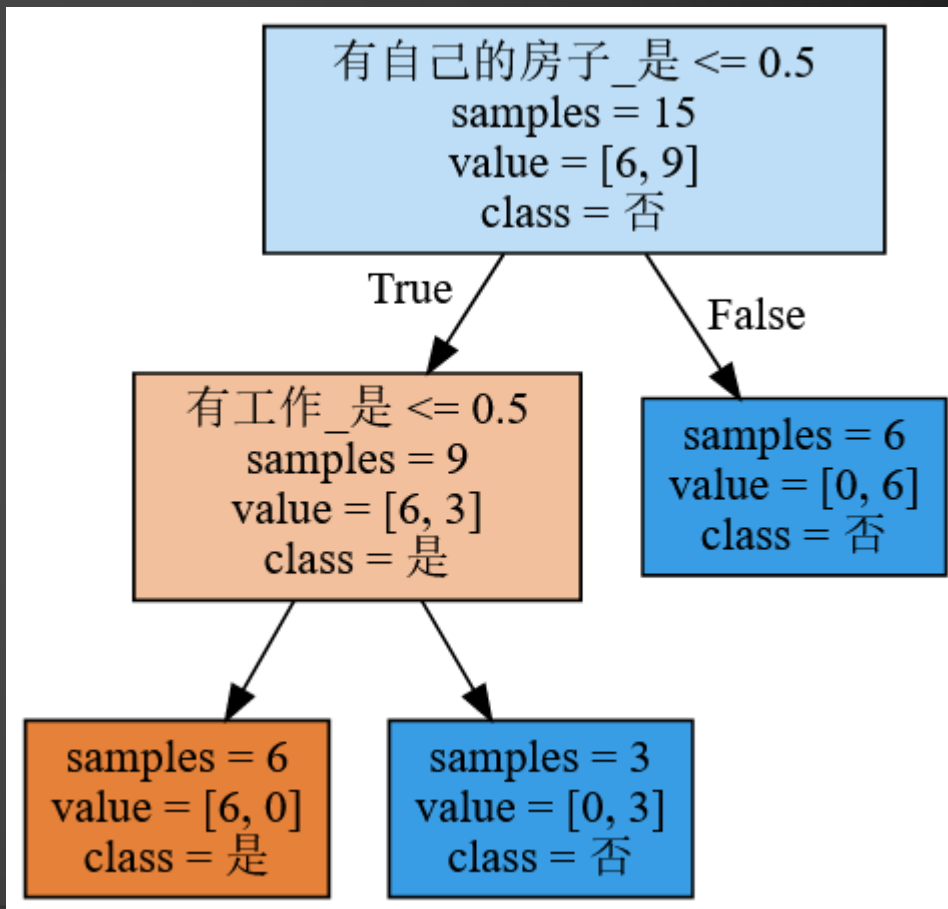 有自己的房子_是 <= 0.5
samples = 15
value = [6, 9]
class = 否
True
False
有工作_是 <= 0.5
samples = 9
value = [6, 3]
class = 是
samples = 6
value = [0, 6]
class = 否
samples = 6
value = [6, 0]
class = 是
samples = 3
value = [0, 3]
class = 否